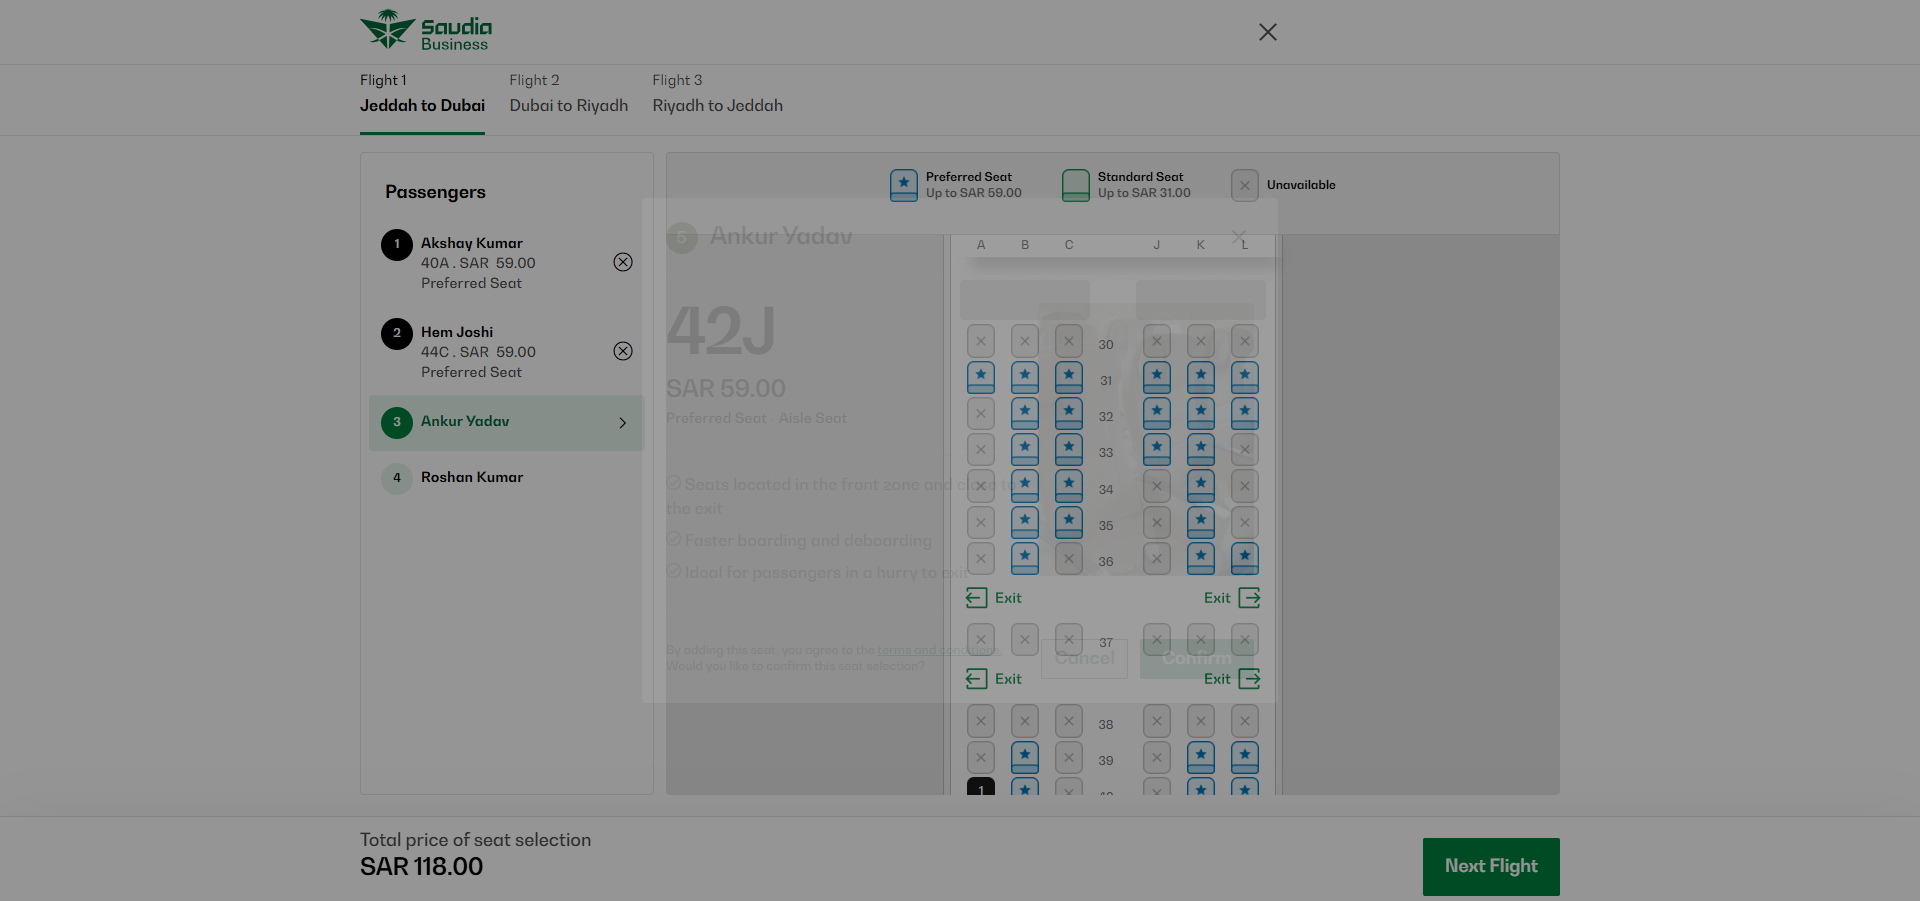 Saudia
Business
Flight 1
Jeddah to Dubai
Flight 2
Dubai to Riyadh
Flight 3
Riyadh to Jeddah
Passengers
1
Akshay Kumar
40A . SAR 59.00
Preferred Seat
2
Hem Joshi
44C . SAR 59.00
Preferred Seat
3
Ankur Yadav
4
Roshan Kumar
Preferred Seat
Up to SAR 59.00
Standard Seat
Up to SAR 31.00
Unavailable
5
Ankur Yadav
42J
SAR 59.00
Preferred Seat - Aisle Seat
Seats located in the front zone and close to
the exit
Faster boarding and deboarding
Ideal for passengers in a hurry to exit
By adding this seat, you agree to the terms and conditions.
Would you like to confirm this seat selection?
Cancel
Confirm
A B C J K L
30
31
32
33
34
35
36
Exit
Exit
37
Exit
Exit
38
39
1
Total price of seat selection
SAR 118.00
Next Flight